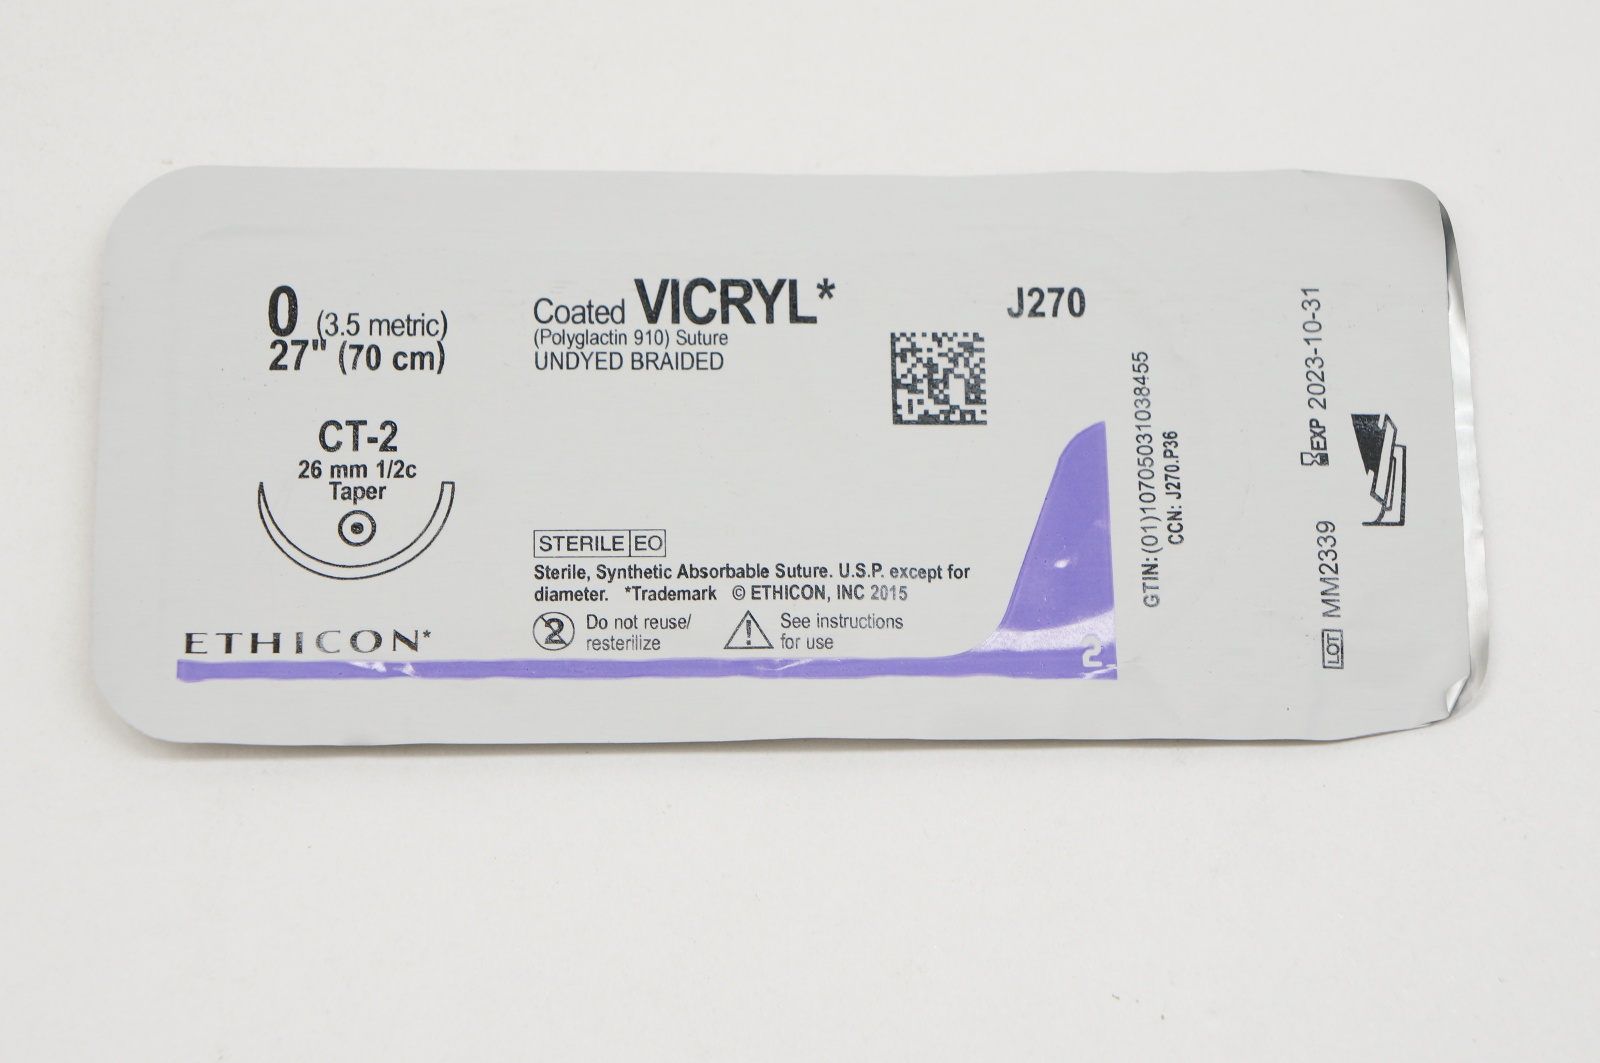 0 (3.5 metric)
27" (70 cm)
CT-2
26 mm 1/2c
Taper
ETHICON*
Coated VICRYL*
(Polyglactin 910) Suture
UNDYED BRAIDED
STERILE EO
Sterile, Synthetic Absorbable Suture. U.S.P. except for
diameter. *Trademark © ETHICON, INC 2015
2 Do not reuse/
resterilize
See instructions
for use
J270
2
GTIN:(01)10705031038455
CCN: J270.P36
EXP 2023-10-31
LOT MM2339